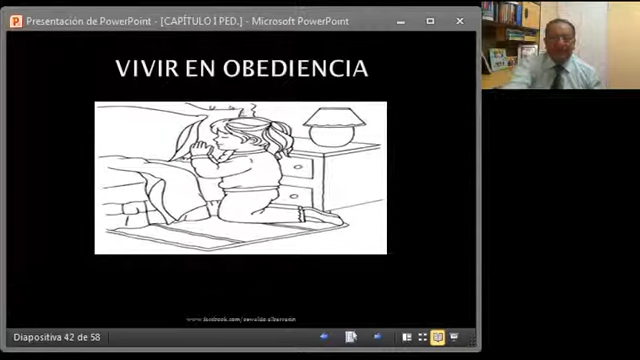 Presentación de PowerPoint - [CAPÍTULO I PED.] - Microsoft PowerPoint
VIVIR EN OBEDIENCIA
Diapositiva 42 de 58